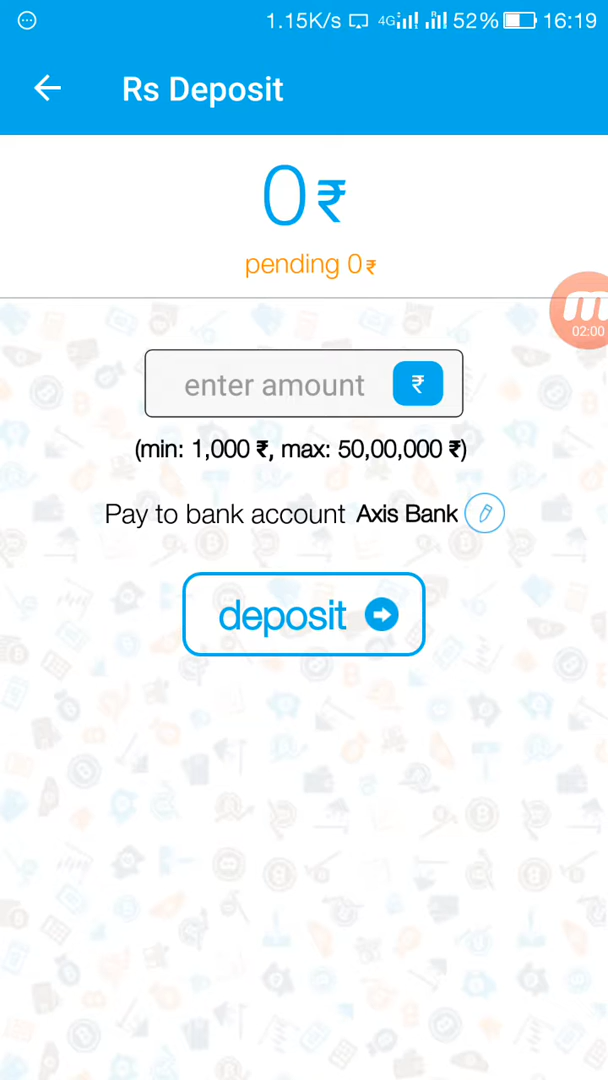 1.15K/s 4G R 52% 16:19
Rs Deposit
0₹
pending 0₹
02:00
enter amount ₹
(min: 1,000 ₹, max: 50,00,000 ₹)
Pay to bank account Axis Bank
deposit